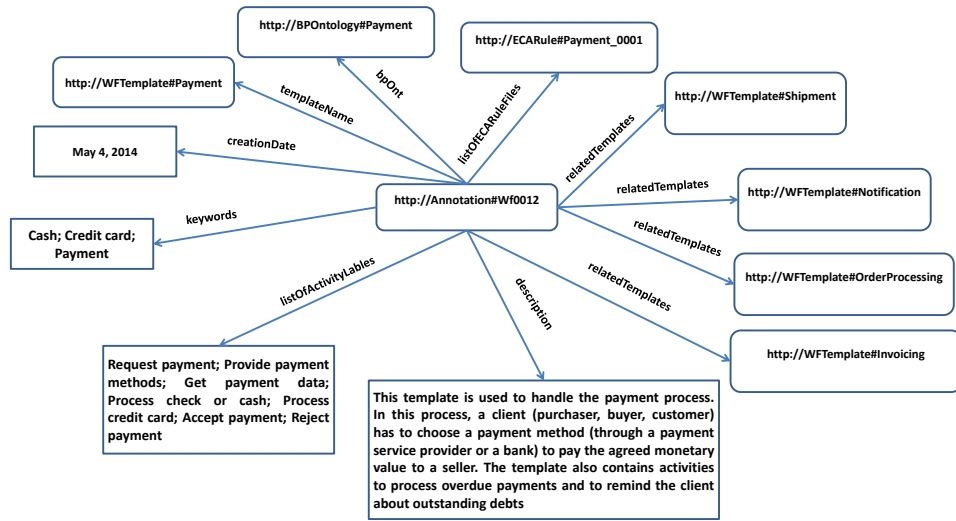 http://BPOntology#Payment
http://ECARule#Payment_0001
http://WFTemplate#Payment
http://WFTemplate#Shipment
bpOnt
templateName
listOfECARuleFiles
relatedTemplates
May 4, 2014
creationDate
http://Annotation#Wf0012
relatedTemplates
http://WFTemplate#Notification
keywords
relatedTemplates
Cash; Credit card;
Payment
http://WFTemplate#OrderProcessing
listOfActivityLables
description
relatedTemplates
http://WFTemplate#Invoicing
Request payment; Provide payment
methods; Get payment data;
Process check or cash; Process
credit card; Accept payment; Reject
payment
This template is used to handle the payment process.
In this process, a client (purchaser, buyer, customer)
has to choose a payment method (through a payment
service provider or a bank) to pay the agreed monetary
value to a seller. The template also contains activities
to process overdue payments and to remind the client
about outstanding debts